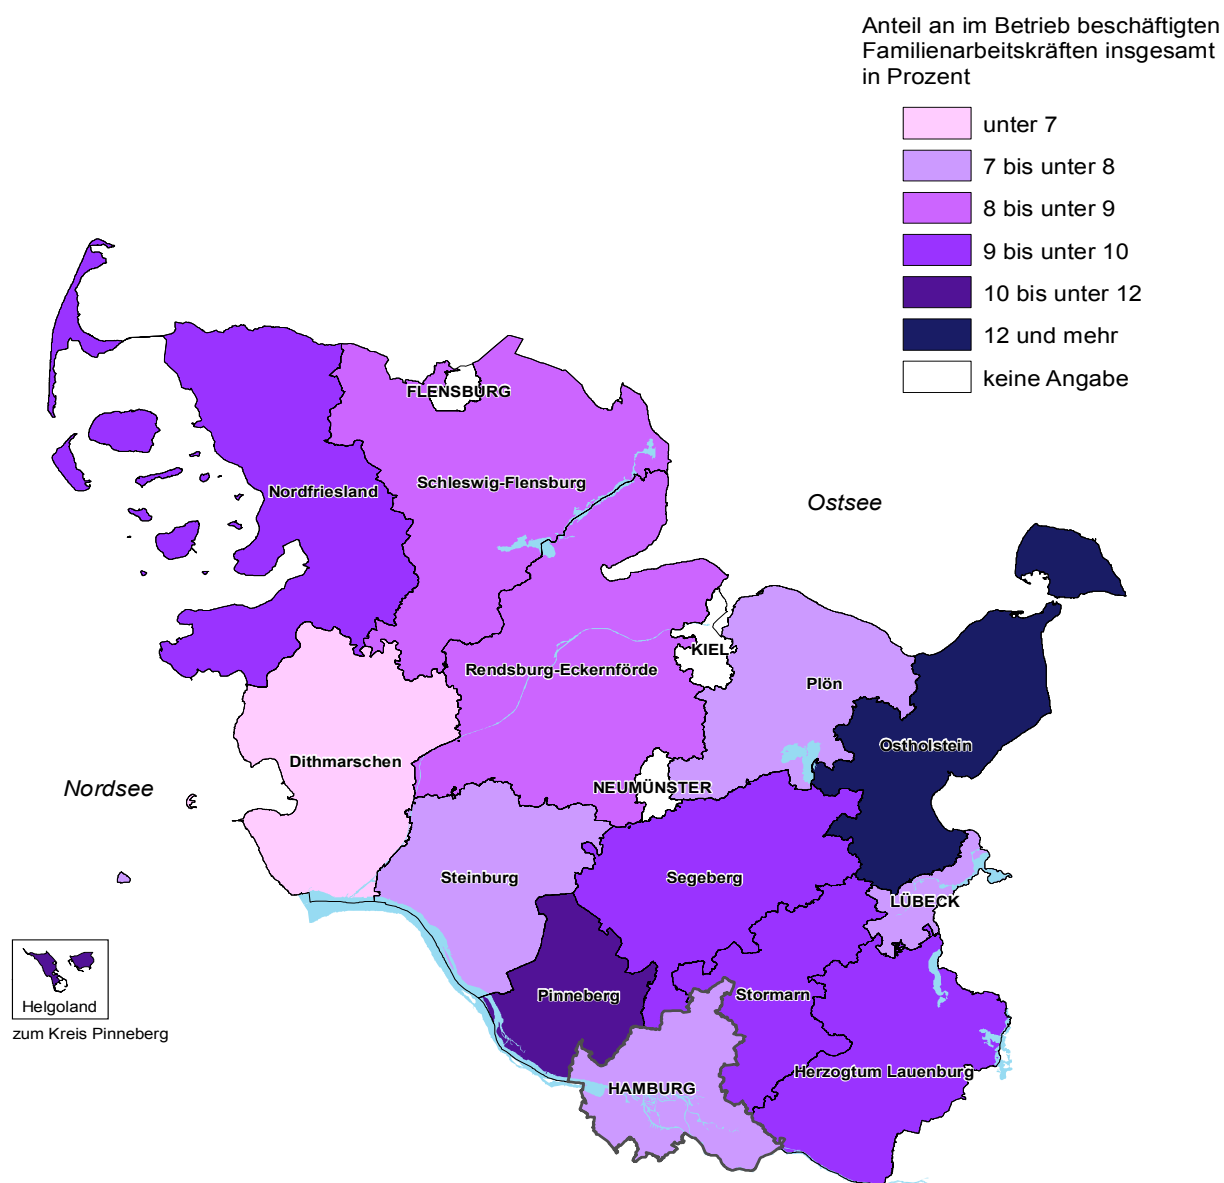 Anteil an im Betrieb beschäftigten
Familienarbeitskräften insgesamt
in Prozent
unter 7
7 bis unter 8
8 bis unter 9
9 bis unter 10
10 bis unter 12
12 und mehr
keine Angabe
FLENSBURG
Schleswig-Flensburg
Nordfriesland
Ostsee
KIEL
Rendsburg-Eckernförde
Plön
Ostholstein
Dithmarschen
Nordsee
NEUMÜNSTER
Steinburg
Segeberg
LÜBECK
Pinneberg
Stormarn
Helgoland
zum Kreis Pinneberg
Herzogtum Lauenburg
HAMBURG